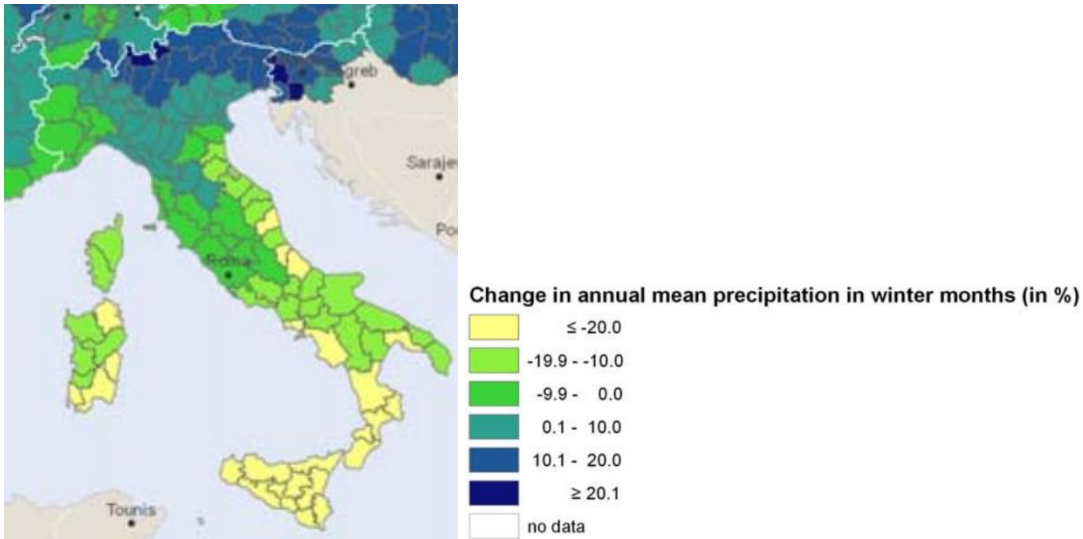 greb
Saraje
Po
Roma
Tounis
Change in annual mean precipitation in winter months (in %)
≤ -20.0
-19.9 - -10.0
-9.9 - 0.0
0.1 - 10.0
10.1 - 20.0
≥ 20.1
no data